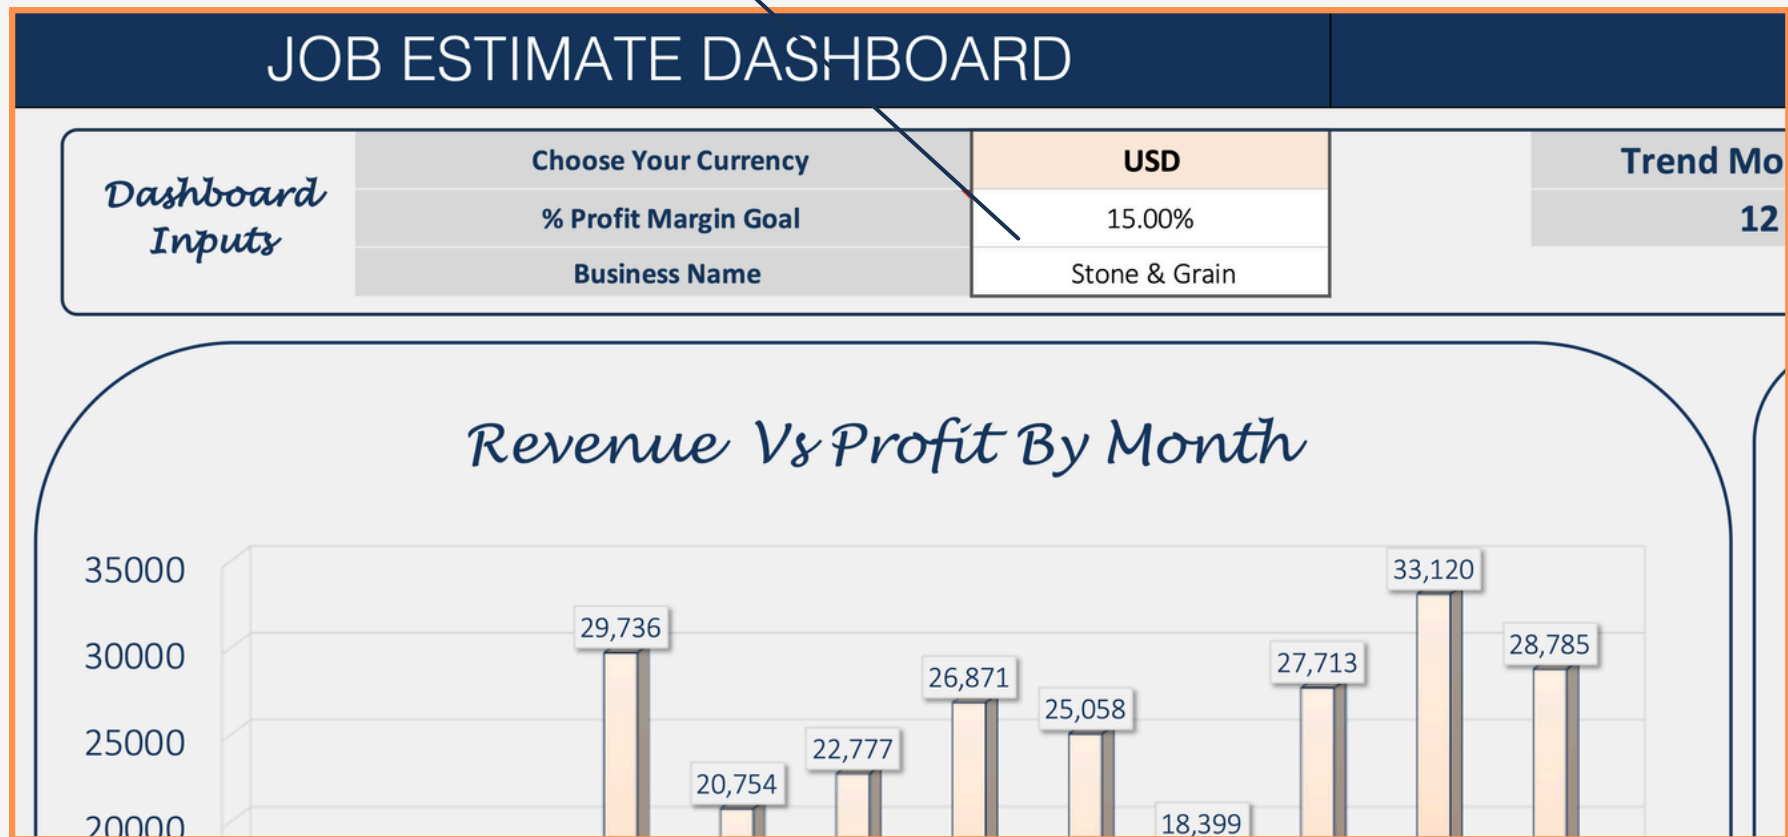 JOB ESTIMATE DASHBOARD
Dashboard
Inputs
Choose Your Currency USD
% Profit Margin Goal 15.00%
Business Name Stone & Grain
Trend Mo
12
Revenue Vs Profit By Month
35000
30000
25000
20000
29,736
20,754
22,777
26,871
25,058
18,399
27,713
33,120
28,785